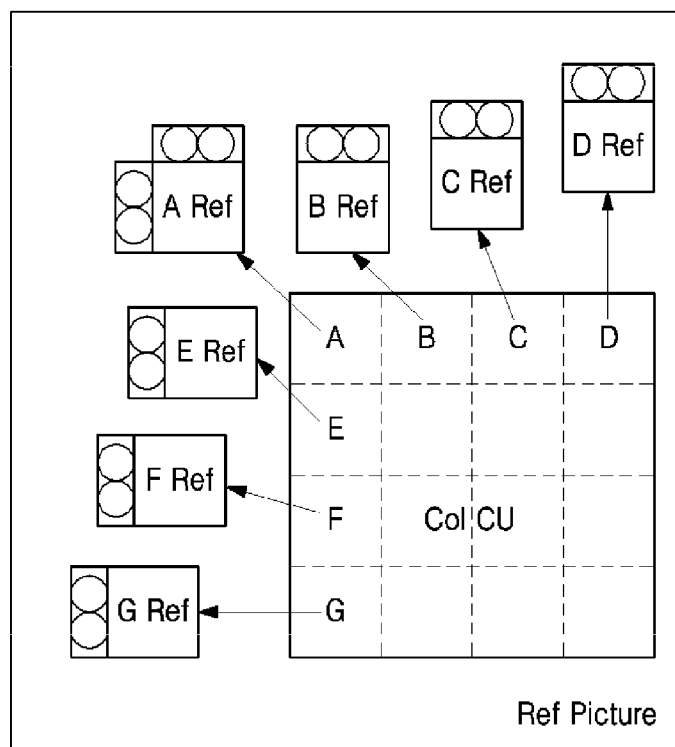 D Ref
C Ref
A Ref
B Ref
A
B
C
D
E Ref
E
F Ref
F
Col CU
G Ref
G
Ref Picture